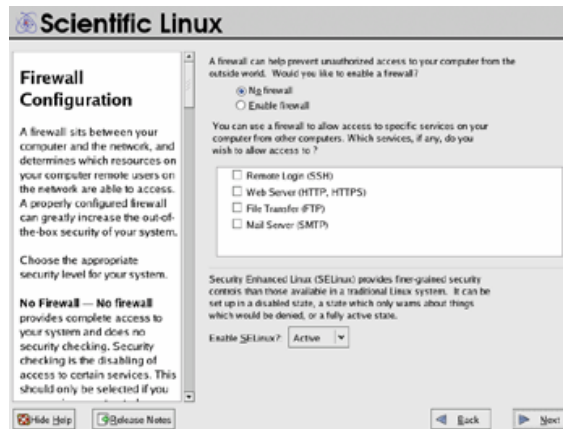 Scientific Linux
Firewall
Configuration
A firewall sits between your
computer and the network, and
determines which resources on
your computer remote users on
the network are able to access.
A properly configured firewall
can greatly increase the out-of-
the-box security of your system.
Choose the appropriate
security level for your system.
No Firewall — No firewall
provides complete access to
your system and does no
security checking. Security
checking is the disabling of
access to certain services. This
should only be selected if you
A firewall can help prevent unauthorized access to your computer from the
outside world. Would you like to enable a firewall?
No firewall
Enable firewall
You can use a firewall to allow access to specific services on your
computer from other computers. Which services, if any, do you
wish to allow access to ?
Remote Login (SSH)
Web Server (HTTP, HTTPS)
File Transfer (FTP)
Mail Server (SMTP)
Security Enhanced Linux (SELinux) provides finer-grained security
controls than those available in a traditional Linux system. It can be
set up in a disabled state, a state which only warns about things
which would be denied, or a fully active state.
Enable SELinux?: Active
Hide Help
Release Notes
Back
Next